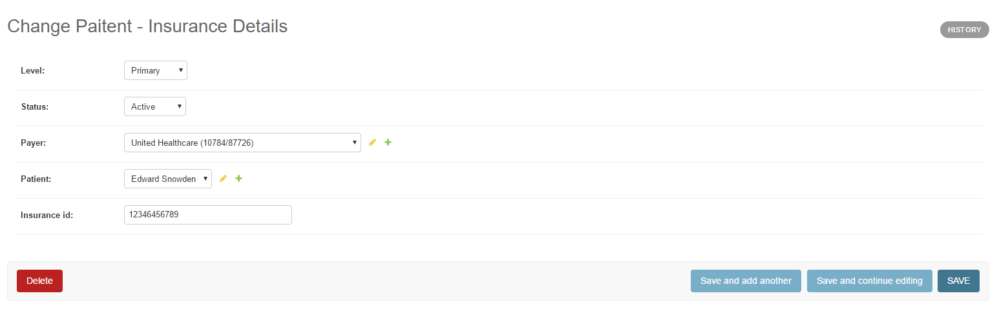 Change Paitent - Insurance Details
HISTORY
Level: Primary
Status: Active
Payer: United Healthcare (10784/87726)
Patient: Edward Snowden
Insurance id: 12346456789
Delete Save and add another Save and continue editing SAVE